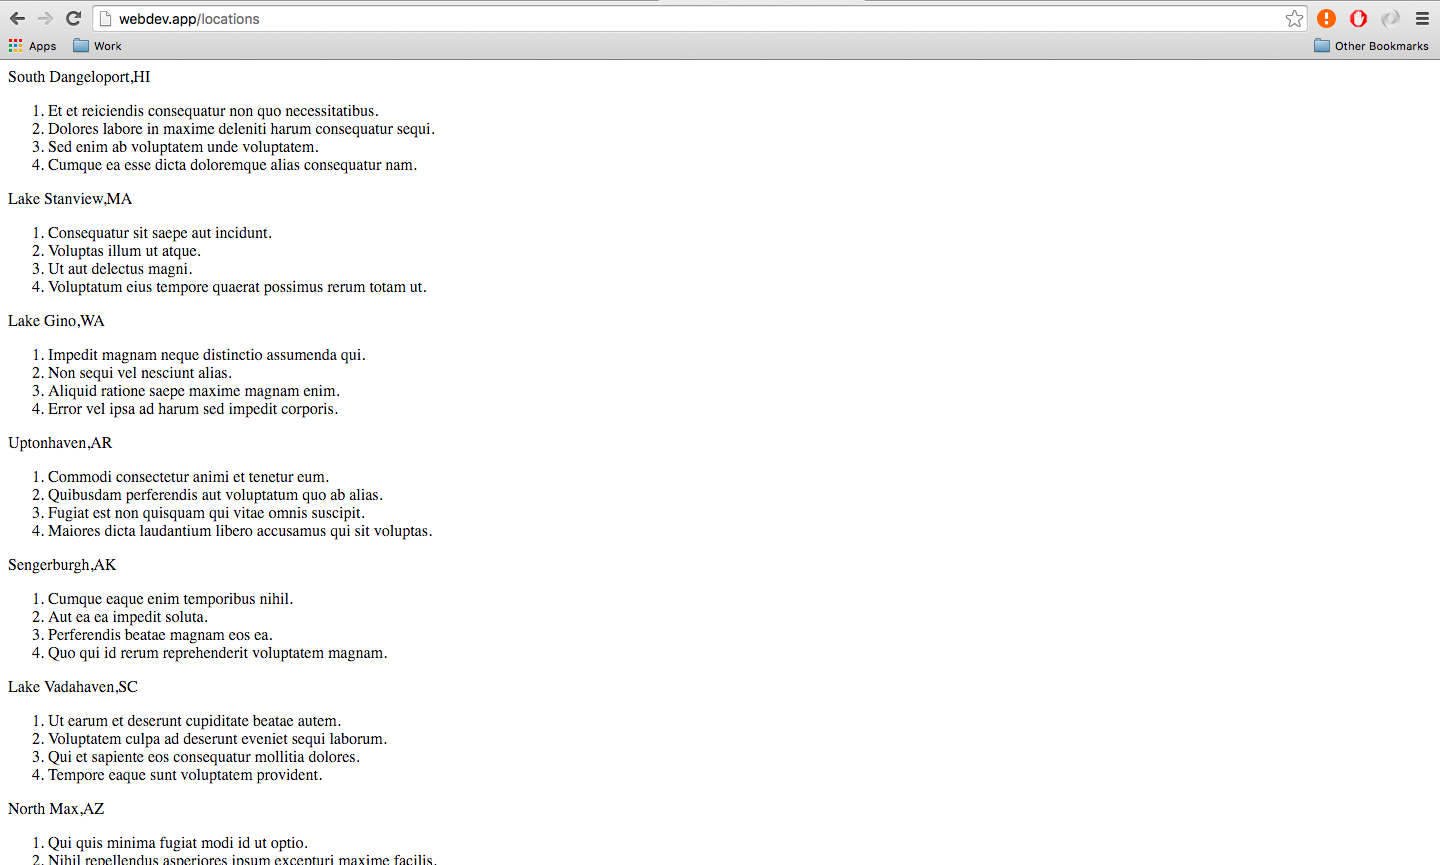 webdev.app/locations
Apps Work Other Bookmarks
South Dangeloport,HI
1. Et et reiciendis consequatur non quo necessitatibus.
2. Dolores labore in maxime deleniti harum consequatur sequi.
3. Sed enim ab voluptatem unde voluptatem.
4. Cumque ea esse dicta doloremque alias consequatur nam.
Lake Stanview,MA
1. Consequatur sit saepe aut incidunt.
2. Voluptas illum ut atque.
3. Ut aut delectus magni.
4. Voluptatum eius tempore quaerat possimus rerum totam ut.
Lake Gino,WA
1. Impedit magnam neque distinctio assumenda qui.
2. Non sequi vel nesciunt alias.
3. Aliquid ratione saepe maxime magnam enim.
4. Error vel ipsa ad harum sed impedit corporis.
Uptonhaven,AR
1. Commodi consectetur animi et tenetur eum.
2. Quibusdam perferendis aut voluptatum quo ab alias.
3. Fugiat est non quisquam qui vitae omnis suscipit.
4. Maiores dicta laudantium libero accusamus qui sit voluptas.
Sengerburgh,AK
1. Cumque eaque enim temporibus nihil.
2. Aut ea ea impedit soluta.
3. Perferendis beatae magnam eos ea.
4. Quo qui id rerum reprehenderit voluptatem magnam.
Lake Vadahaven,SC
1. Ut earum et deserunt cupiditate beatae autem.
2. Voluptatem culpa ad deserunt eveniet sequi laborum.
3. Qui et sapiente eos consequatur mollitia dolores.
4. Tempore eaque sunt voluptatem provident.
North Max,AZ
1. Qui quis minima fugiat modi id ut optio.
2. Nihil repellendus asperiores ipsum excepturi maxime facilis.